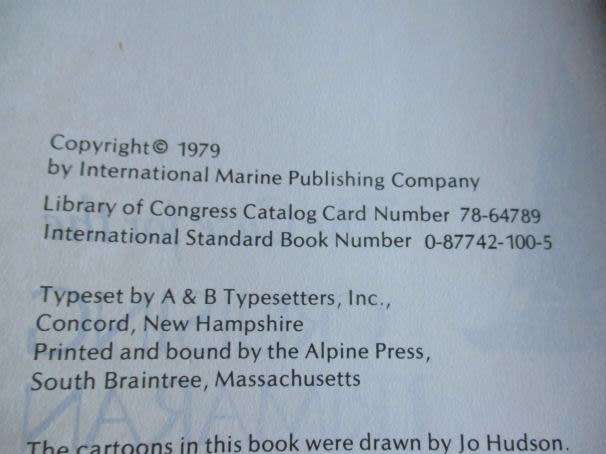 Copyright© 1979
by International Marine Publishing Company
Library of Congress Catalog Card Number 78-64789
International Standard Book Number 0-87742-100-5
Typeset by A & B Typesetters, Inc.,
Concord, New Hampshire
Printed and bound by the Alpine Press,
South Braintree, Massachusetts
The cartoons in this book were drawn by Jo Hudson.